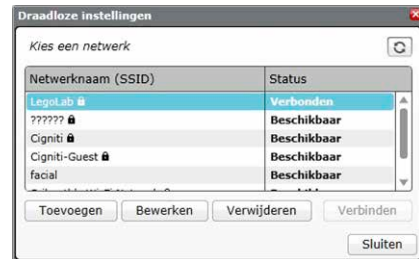 Draadloze instellingen
Kies een netwerk
Netwerknaam (SSID) Status
LegoLab Verbonden
?????? Beschikbaar
Cigniti Beschikbaar
Cigniti-Guest Beschikbaar
facial Beschikbaar
Toevoegen Bewerken Verwijderen Verbinden
Sluiten